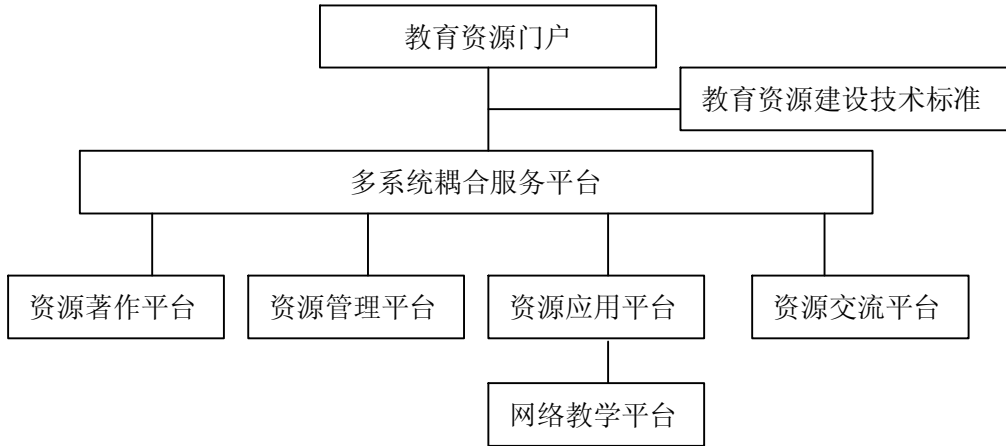 教育资源门户
教育资源建设技术标准
多系统耦合服务平台
资源著作平台
资源管理平台
资源应用平台
资源交流平台
网络教学平台